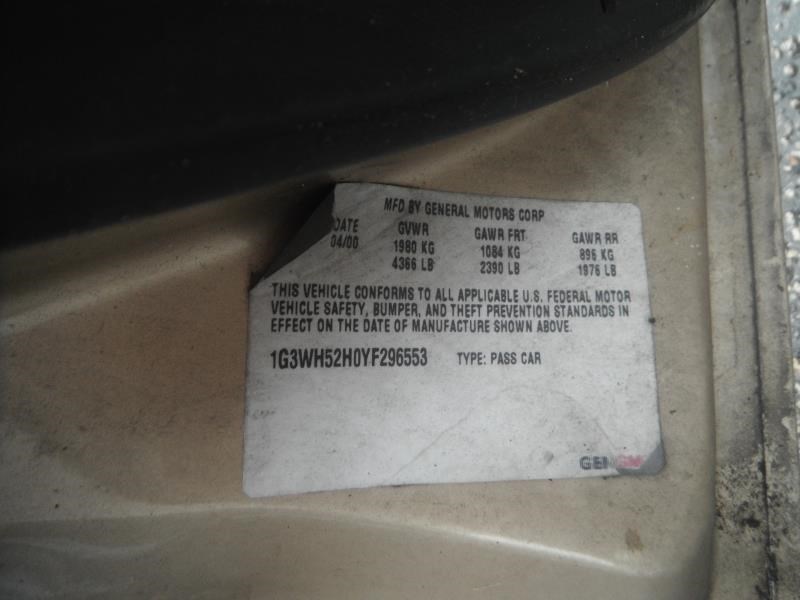 MFD BY GENERAL MOTORS CORP
DATE GVWR GAWR FRT GAWR RR
04/00 1980 KG 1084 KG 896 KG
4366 LB 2390 LB 1976 LB
THIS VEHICLE CONFORMS TO ALL APPLICABLE U.S. FEDERAL MOTOR
VEHICLE SAFETY, BUMPER, AND THEFT PREVENTION STANDARDS IN
EFFECT ON THE DATE OF MANUFACTURE SHOWN ABOVE.
1G3WH52H0YF296553 TYPE: PASS CAR